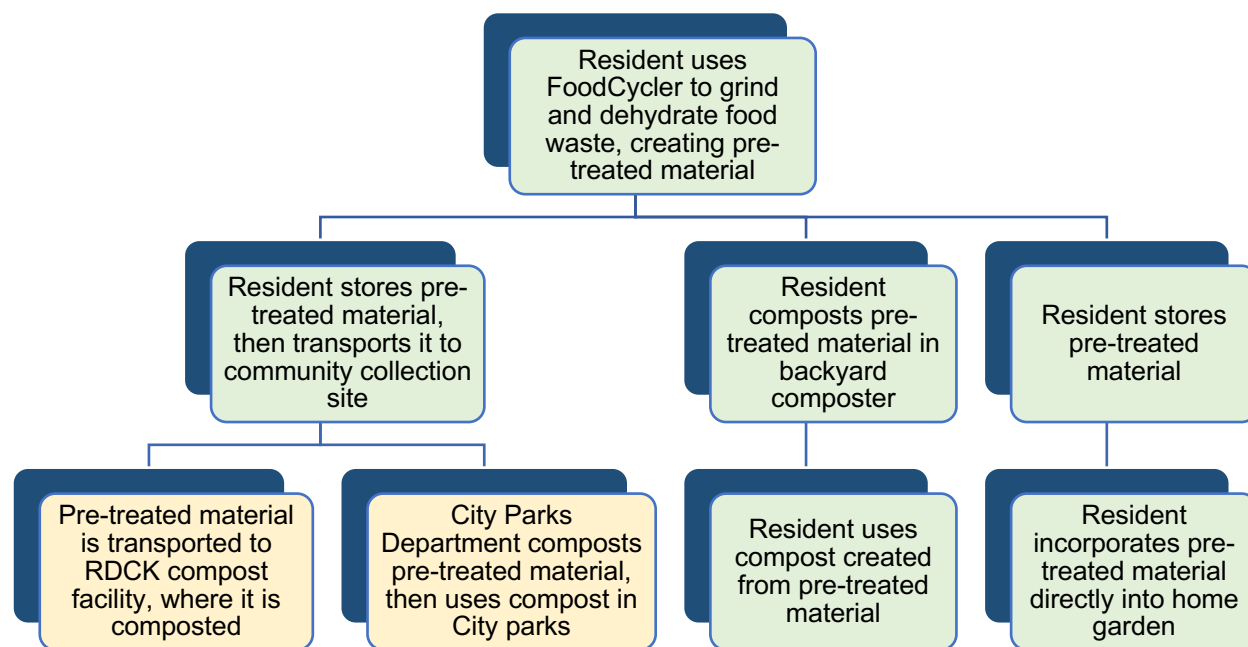 Resident uses
FoodCycler to grind
and dehydrate food
waste, creating pre-
treated material
Resident stores pre-
treated material,
then transports it to
community collection
site
Resident
composts pre-
treated material in
backyard
composter
Resident stores
pre-treated
material
Pre-treated material
is transported to
RDCK compost
facility, where it is
composted
City Parks
Department composts
pre-treated material,
then uses compost in
City parks
Resident uses
compost created
from pre-treated
material
Resident
incorporates pre-
treated material
directly into home
garden